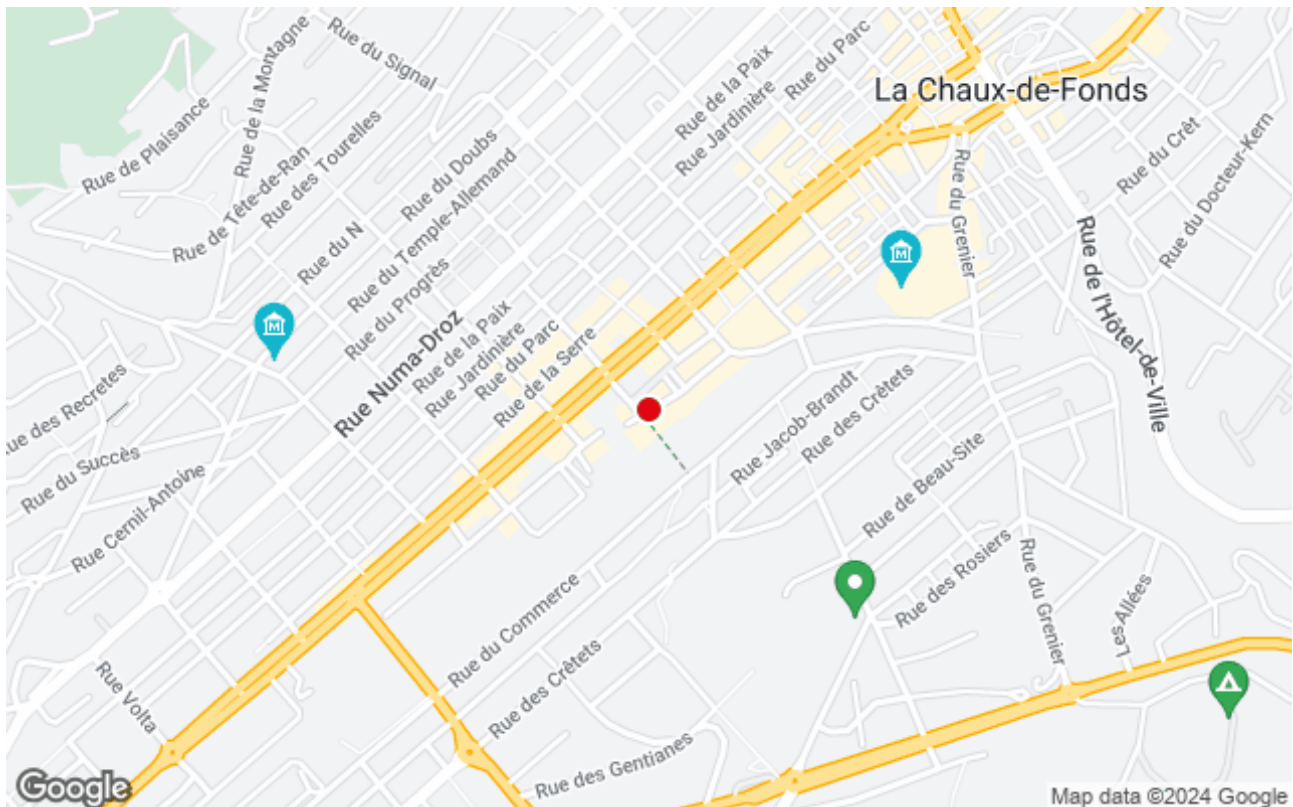 Rue du Signal
Rue de la Montagne
Rue de Plaisance
Rue des Tourelles
Rue de Tête-de-Ran
Rue du Doubs
Rue du Temple-Allemand
Rue du N
Rue du Progrès
Rue Numa-Droz
Rue de la Paix
Rue Jardinière
Rue du Parc
La Chaux-de-Fonds
Rue du Crêt
Rue du Docteur-Kern
Rue du Grenier
Rue de l'Hôtel-de-Ville
Rue de la Paix
Rue Jardinière
Rue du Parc
Rue de la Serre
Rue des Recretes
Rue du Succès
Rue Cernil-Antoine
Rue Jacob-Brandt
Rue des Crêtets
Rue de Beau-Site
Rue des Rosiers
Rue du Grenier
Les-Allées
Rue du Commerce
Rue des Crêtets
Rue Volta
Rue des Gentianes
M
M
Google
Map data ©2024 Google